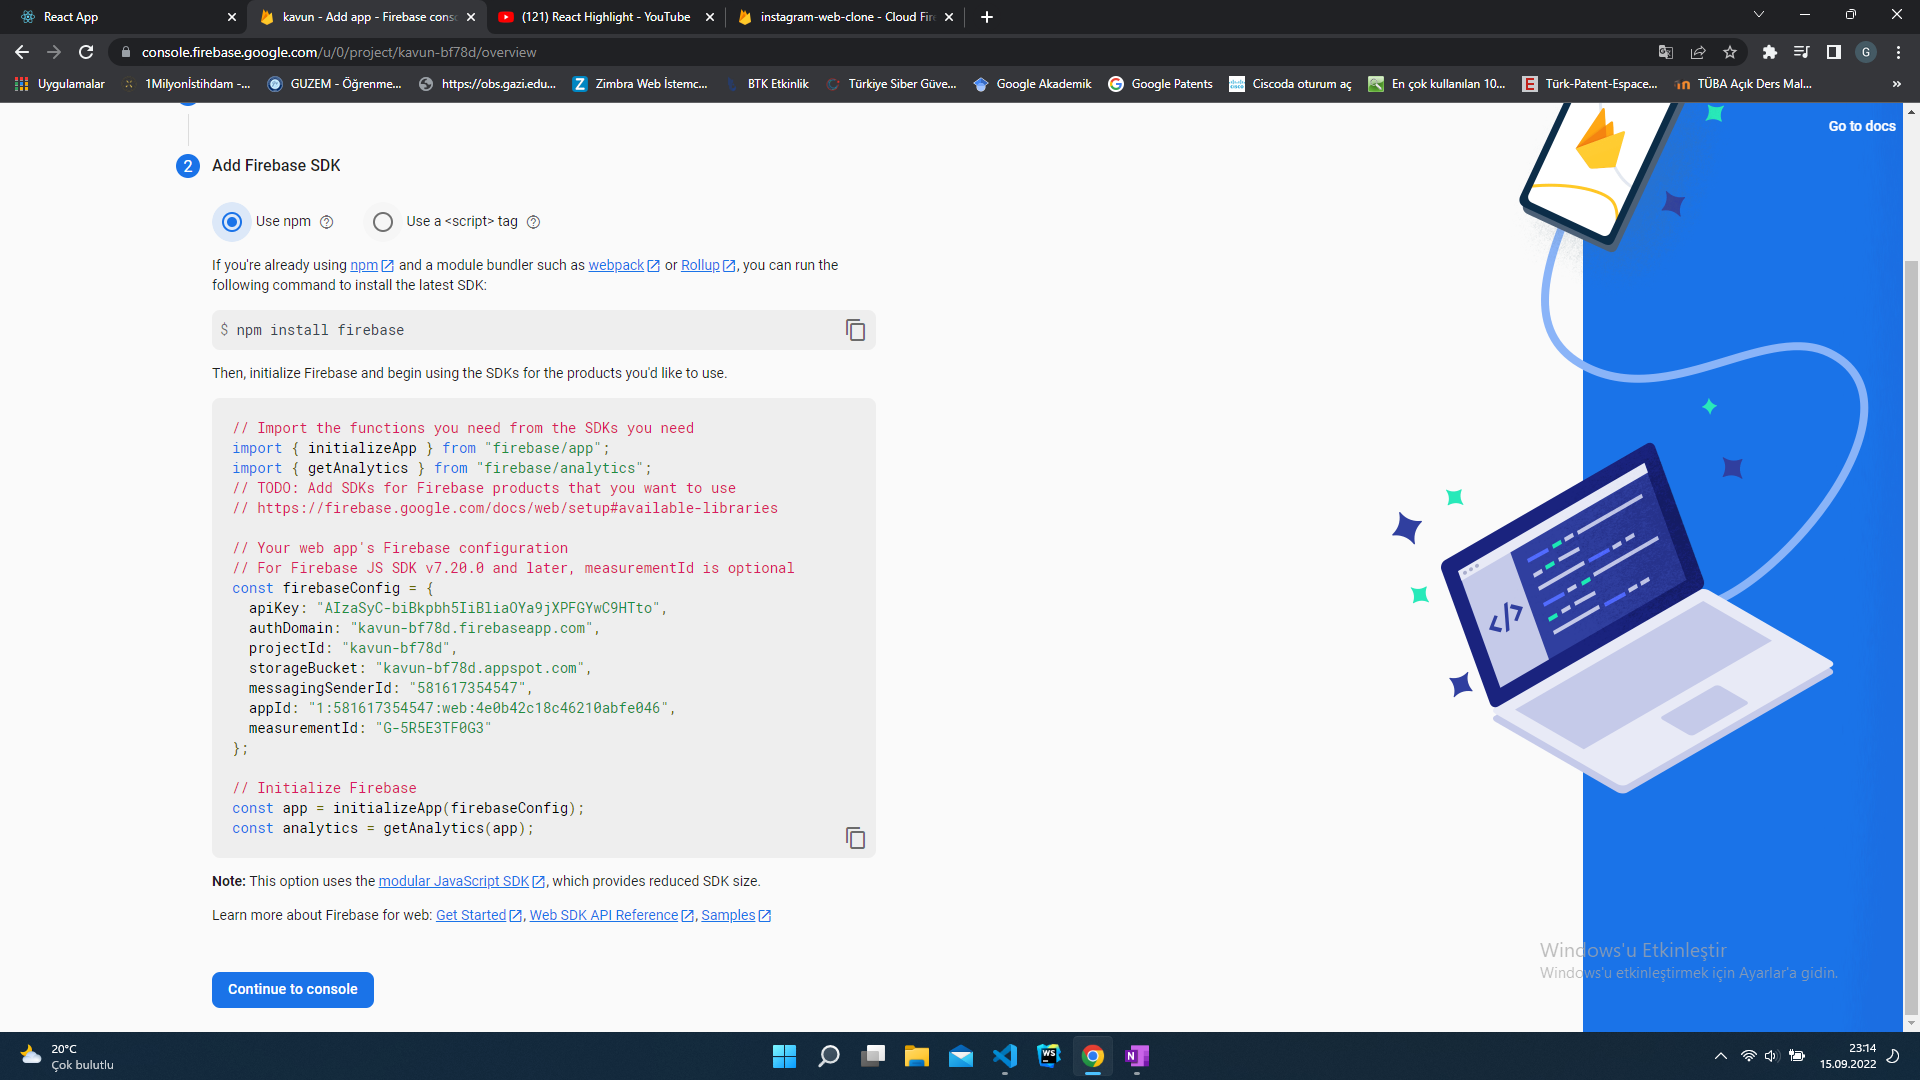 React App
kavun - Add app - Firebase cons
(121) React Highlight - YouTube
instagram-web-clone - Cloud Fir
console.firebase.google.com/u/0/project/kavun-bf78d/overview
G
Uygulamalar
1Milyonİstihdam -...
GUZEM - Öğrenme...
https://obs.gazi.edu...
Zimbra Web İstemc...
BTK Etkinlik
Türkiye Siber Güve...
Google Akademik
Google Patents
Ciscoda oturum aç
En çok kullanılan 10...
Türk-Patent-Espace...
TÜBA Açık Ders Mal...
»
Go to docs
2 Add Firebase SDK
Use npm
Use a <script> tag
If you're already using npm and a module bundler such as webpack or Rollup, you can run the
following command to install the latest SDK:
$ npm install firebase
Then, initialize Firebase and begin using the SDKs for the products you'd like to use.
// Import the functions you need from the SDKs you need
import { initializeApp } from "firebase/app";
import { getAnalytics } from "firebase/analytics";
// TODO: Add SDKs for Firebase products that you want to use
// https://firebase.google.com/docs/web/setup#available-libraries
// Your web app's Firebase configuration
// For Firebase JS SDK v7.20.0 and later, measurementId is optional
const firebaseConfig = {
apiKey: "AIzaSyC-biBkpbh5IiBliaOYa9jXPFGYwC9HTto",
authDomain: "kavun-bf78d.firebaseapp.com",
projectId: "kavun-bf78d",
storageBucket: "kavun-bf78d.appspot.com",
messagingSenderId: "581617354547",
appId: "1:581617354547:web:4e0b42c18c46210abfe046",
measurementId: "G-5R5E3TF0G3"
};
// Initialize Firebase
const app = initializeApp(firebaseConfig);
const analytics = getAnalytics(app);
Note: This option uses the modular JavaScript SDK, which provides reduced SDK size.
Learn more about Firebase for web: Get Started, Web SDK API Reference, Samples
Continue to console
</>
Windows'u Etkinleştir
Windows'u etkinleştirmek için Ayarlar'a gidin.
20°C
Çok bulutlu
WS
N
23:14
15.09.2022